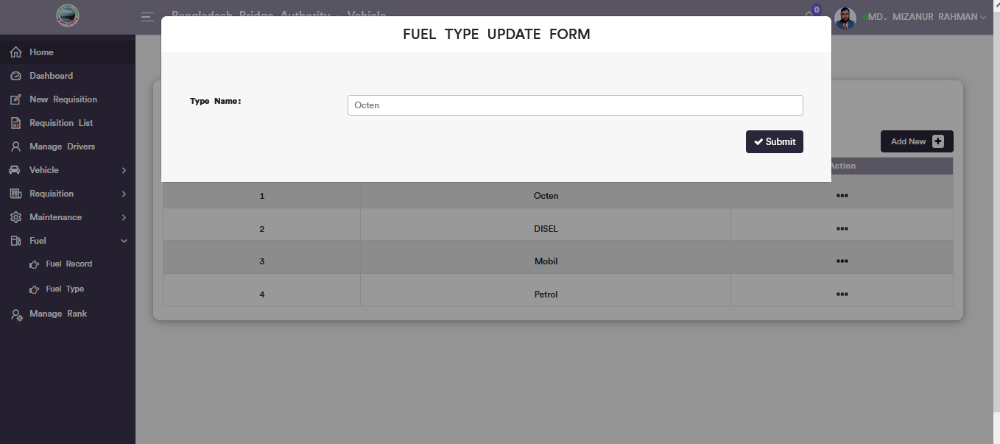 Bangladesh Bridge Authority - Vehicle
0
MD. MIZANUR RAHMAN
FUEL TYPE UPDATE FORM
Home
Dashboard
New Requisition
Requisition List
Manage Drivers
Vehicle
Requisition
Maintenance
Fuel
Fuel Record
Fuel Type
Manage Rank
Type Name:
Octen
Submit
Add New
Action
1 Octen
2 DISEL
3 Mobil
4 Petrol